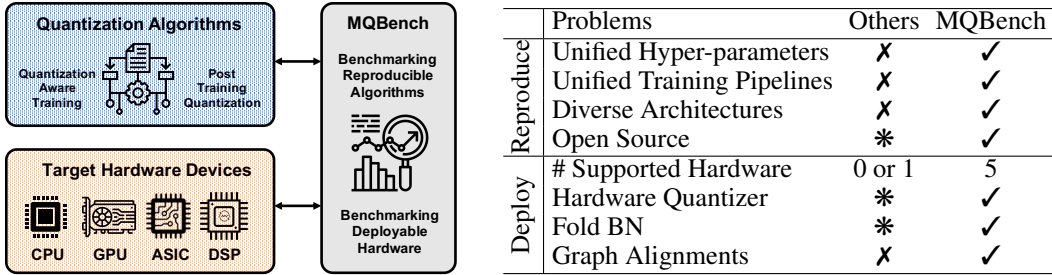 Quantization Algorithms
Quantization
Aware
Training
Post
Training
Quantization
Target Hardware Devices
CPU GPU ASIC DSP
MQBench
Benchmarking
Reproducible
Algorithms
Benchmarking
Deployable
Hardware
Problems Others MQBench
Reproduce
Unified Hyper-parameters ✗ ✓
Unified Training Pipelines ✗ ✓
Diverse Architectures ✗ ✓
Open Source ❋ ✓
Deploy
# Supported Hardware 0 or 1 5
Hardware Quantizer ❋ ✓
Fold BN ❋ ✓
Graph Alignments ✗ ✓